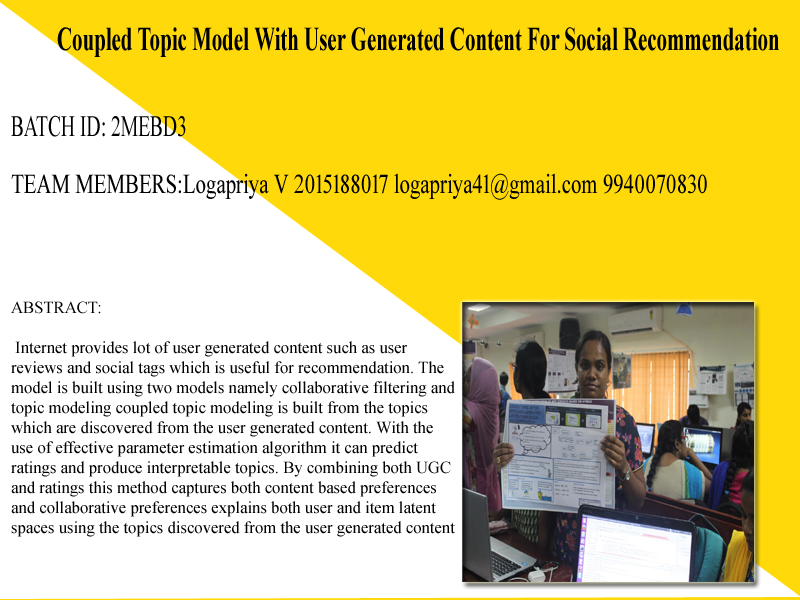 Coupled Topic Model With User Generated Content For Social Recommendation
BATCH ID: 2MEBD3
TEAM MEMBERS:Logapriya V 2015188017 logapriya41@gmail.com 9940070830
ABSTRACT:
Internet provides lot of user generated content such as user
reviews and social tags which is useful for recommendation. The
model is built using two models namely collaborative filtering and
topic modeling coupled topic modeling is built from the topics
which are discovered from the user generated content. With the
use of effective parameter estimation algorithm it can predict
ratings and produce interpretable topics. By combining both UGC
and ratings this method captures both content based preferences
and collaborative preferences explains both user and item latent
spaces using the topics discovered from the user generated content